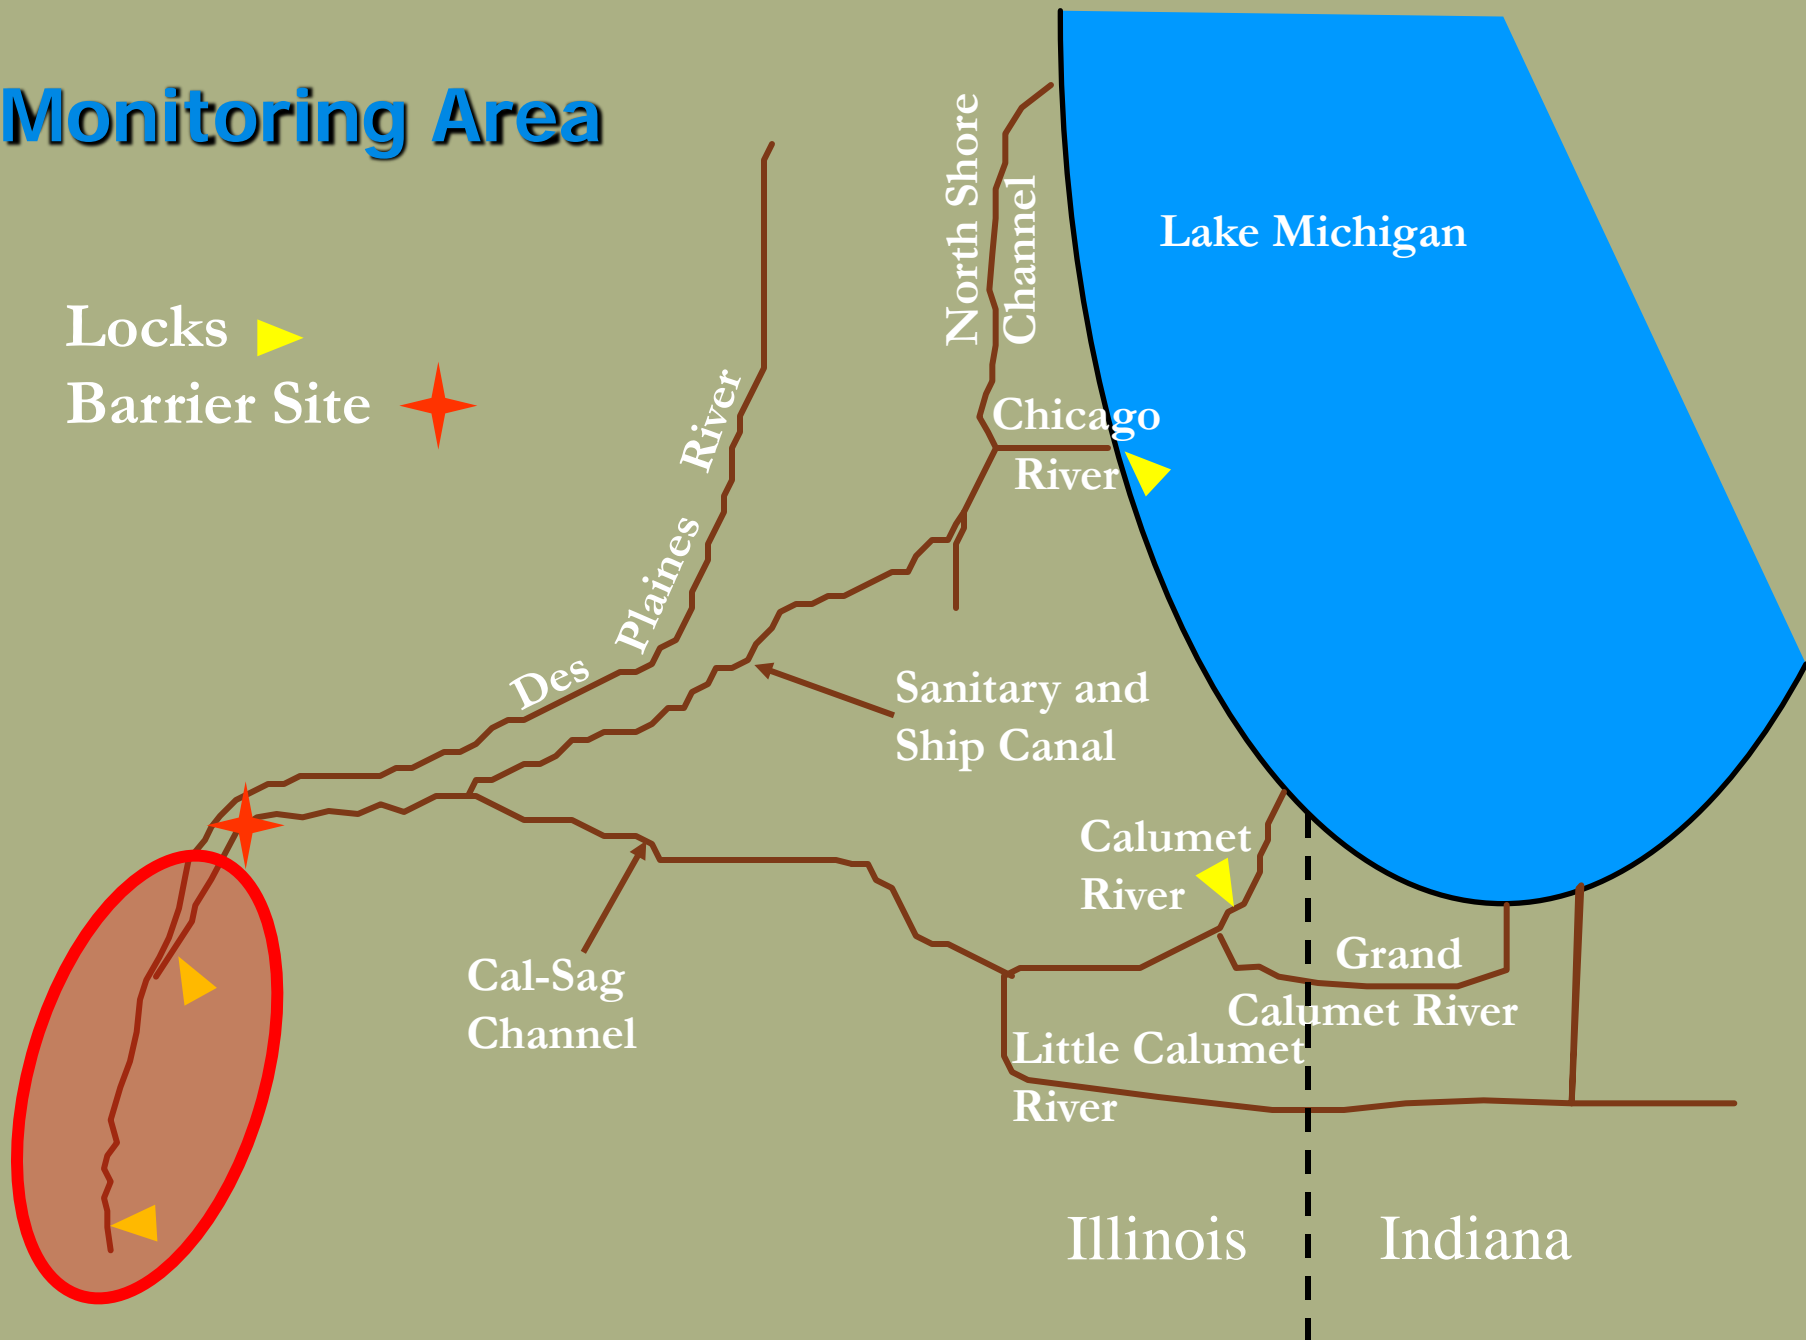 Monitoring Area
North Shore
Channel
Lake Michigan
Locks
Barrier Site
Chicago
River
Des Plaines River
Sanitary and
Ship Canal
Calumet
River
Cal-Sag
Channel
Grand
Calumet River
Little Calumet
River
Illinois
Indiana